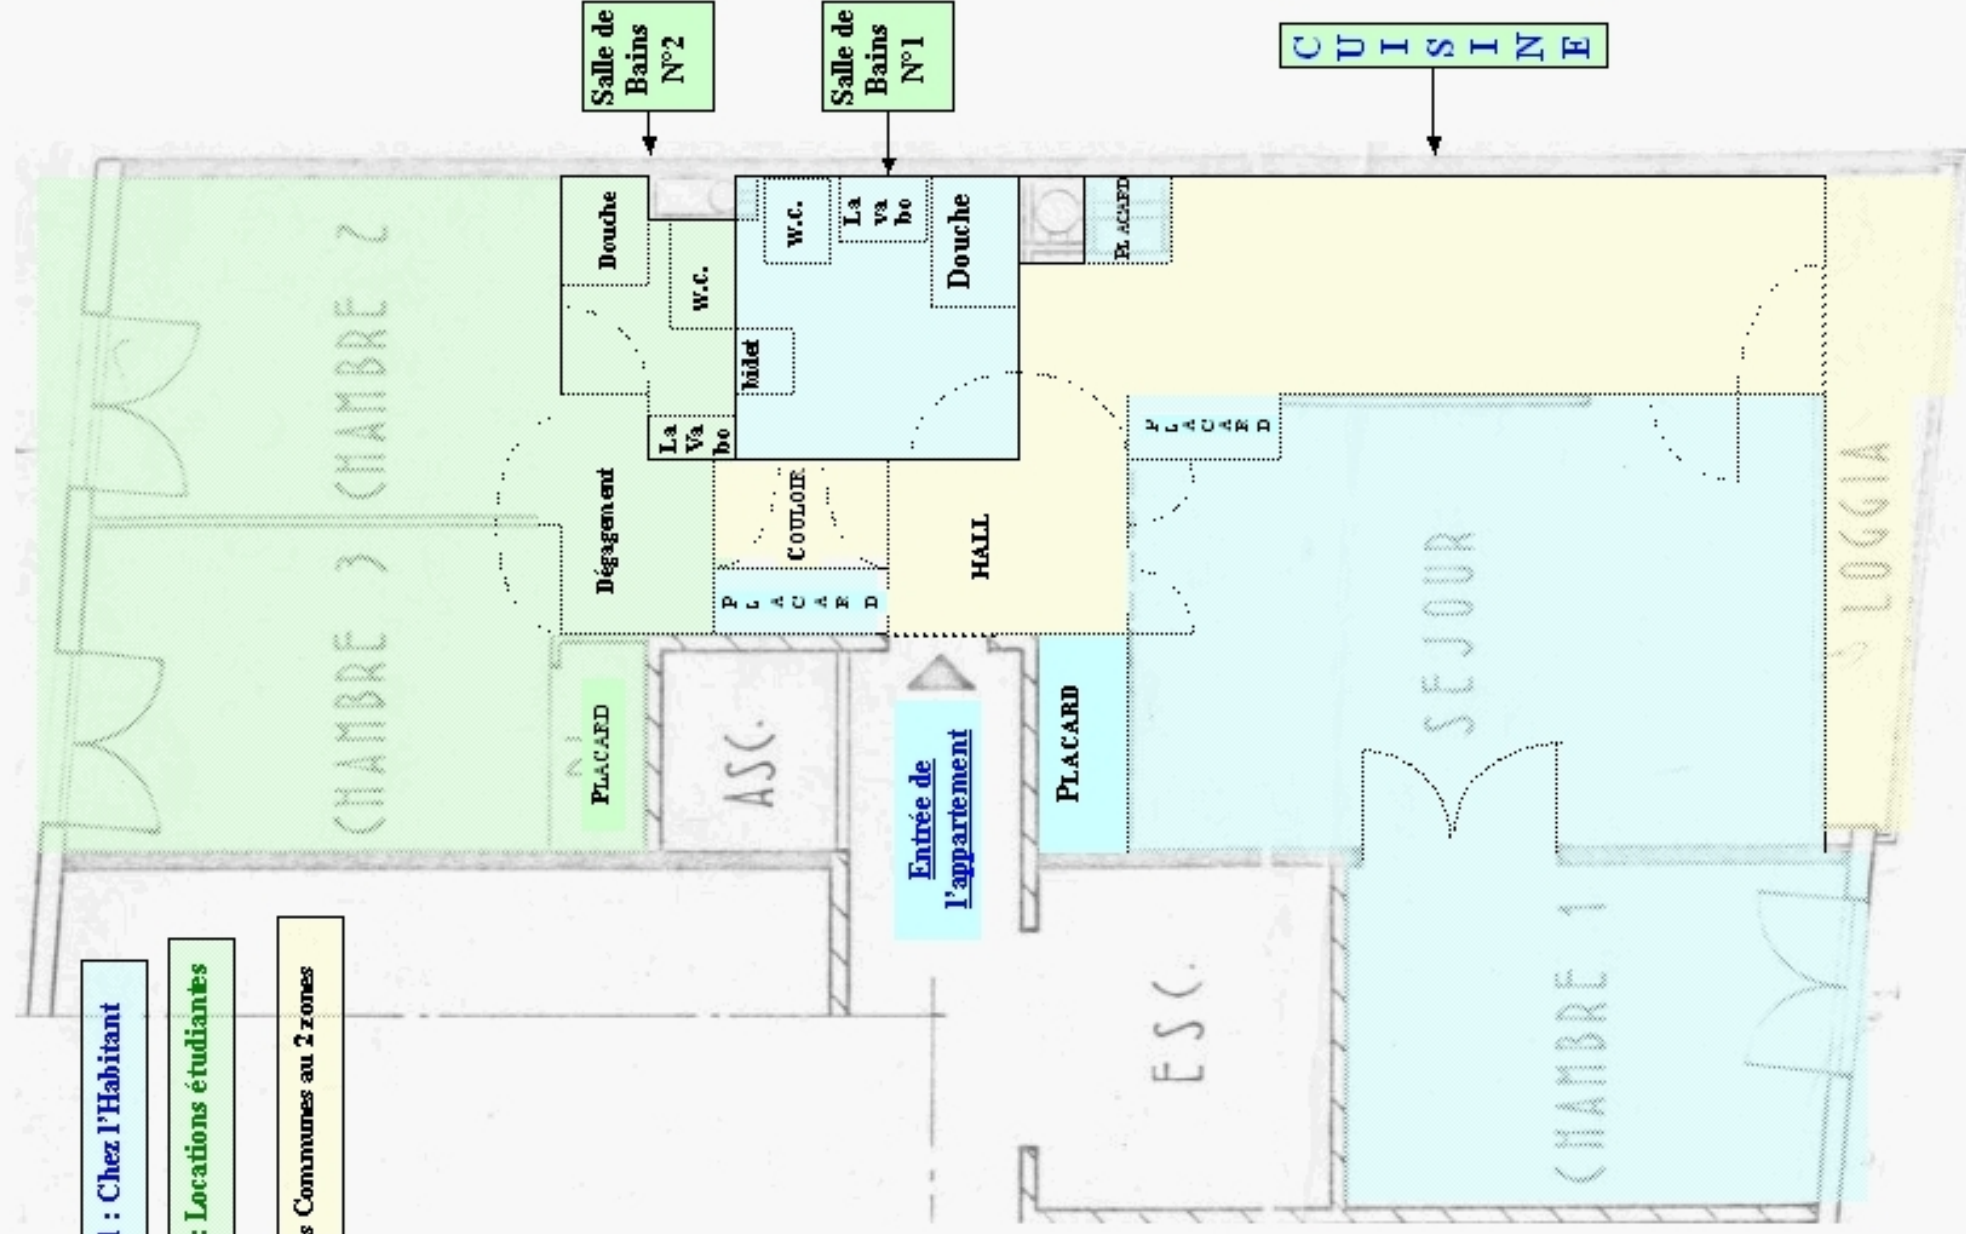 Salle de
Bains
N°2
Salle de
Bains
N°1
CUISINE
CHAMBRE 2
Douche
w.c.
La
Va
bo
bidet
w.c.
La
va
bo
Douche
PLACARD
PLACARD
Dégagement
COULOIR
HALL
PLACARD
CHAMBRE 3
PLACARD
ASC.
Entrée de
l'appartement
PLACARD
SEJOUR
LOGGIA
ESC.
CHAMBRE 1
1 : Chez l'Habitant
: Locations étudiantes
s Communes au 2 zones